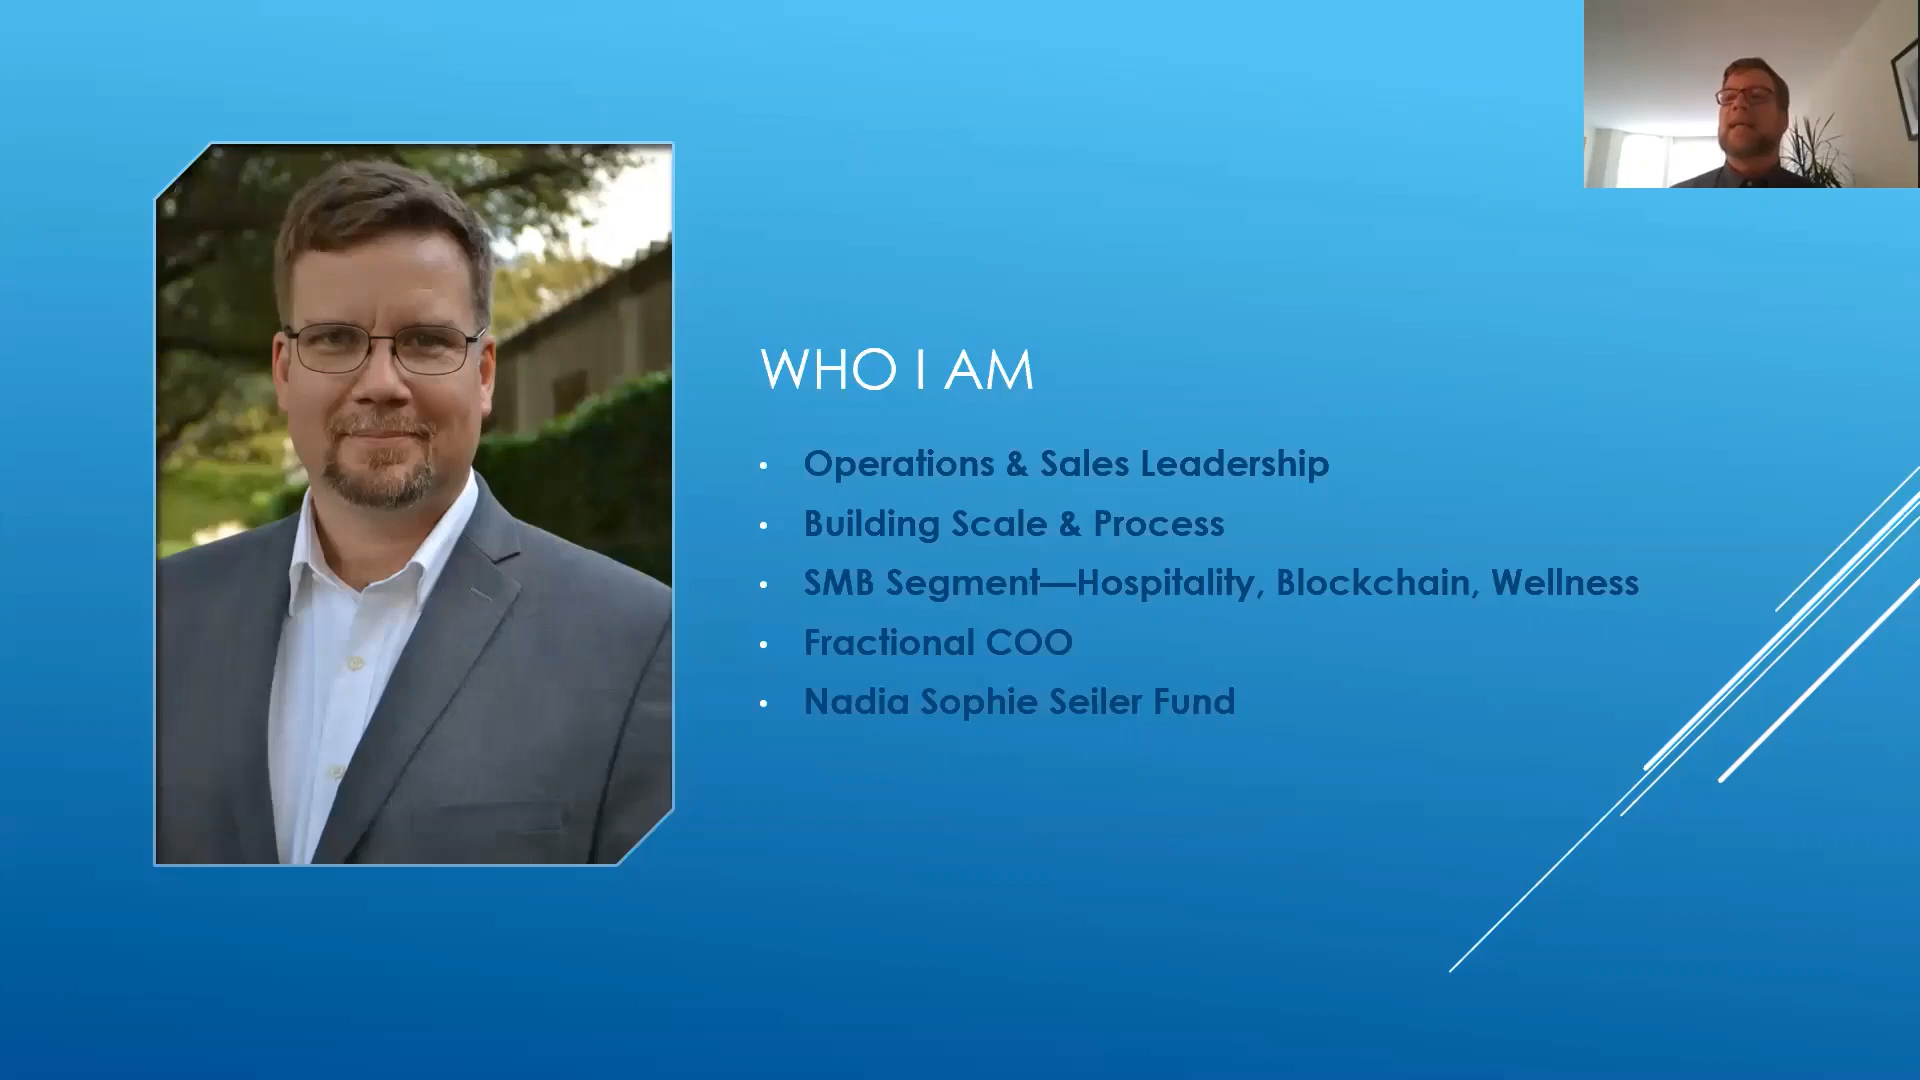 WHO I AM
• Operations & Sales Leadership
• Building Scale & Process
• SMB Segment—Hospitality, Blockchain, Wellness
• Fractional COO
• Nadia Sophie Seiler Fund